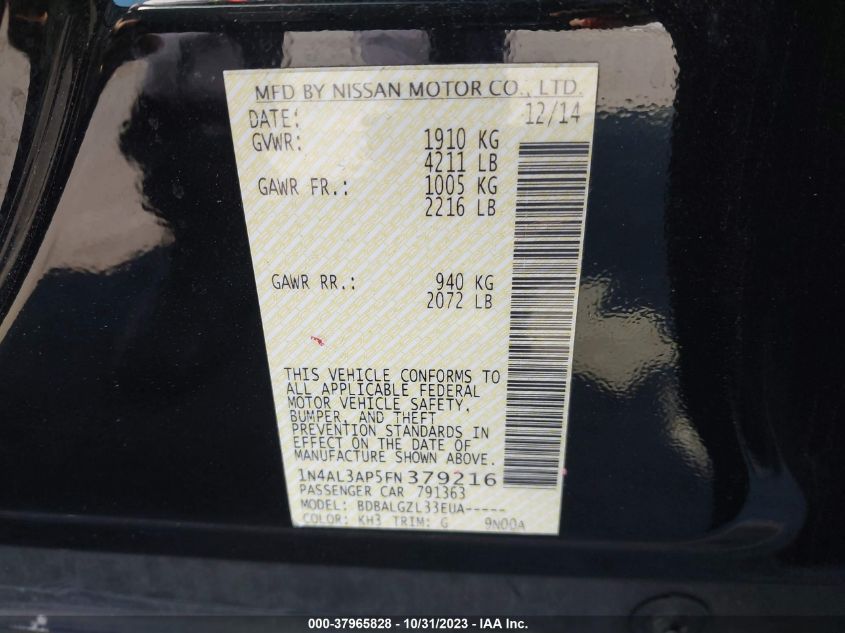 MFD BY NISSAN MOTOR CO., LTD.
DATE: 12/14
GVWR: 1910 KG
4211 LB
GAWR FR.: 1005 KG
2216 LB
GAWR RR.: 940 KG
2072 LB
THIS VEHICLE CONFORMS TO
ALL APPLICABLE FEDERAL
MOTOR VEHICLE SAFETY,
BUMPER, AND THEFT
PREVENTION STANDARDS IN
EFFECT ON THE DATE OF
MANUFACTURE SHOWN ABOVE.
1N4AL3AP5FN 379216
PASSENGER CAR 791363
MODEL: BDBALGZL33EUA-----
COLOR: KH3 TRIM: G 9N00A
000-37965828 - 10/31/2023 - IAA Inc.